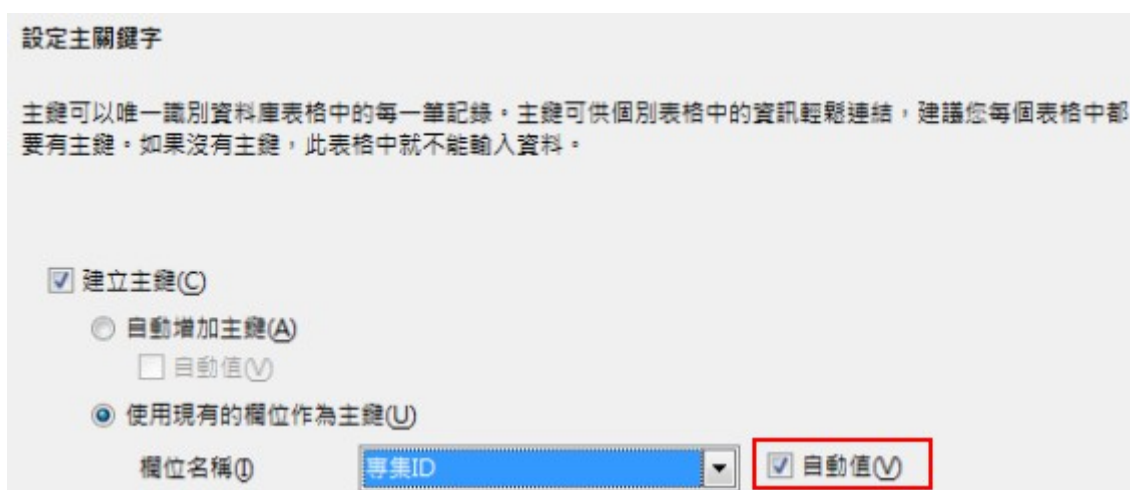 設定主關鍵字
主鍵可以唯一識別資料庫表格中的每一筆記錄。主鍵可供個別表格中的資訊輕鬆連結，建議您每個表格中都
要有主鍵。如果沒有主鍵，此表格中就不能輸入資料。
建立主鍵(C)
自動增加主鍵(A)
自動值(V)
使用現有的欄位作為主鍵(U)
欄位名稱(I) 專集ID 自動值(V)